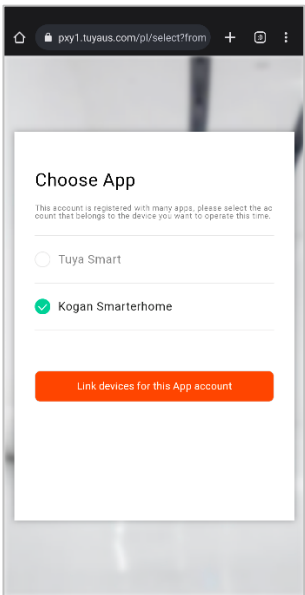 pxy1.tuyaus.com/pl/select?from
Choose App
This account is registered with many apps, please select the ac
count that belongs to the device you want to operate this time.
Tuya Smart
Kogan Smarterhome
Link devices for this App account